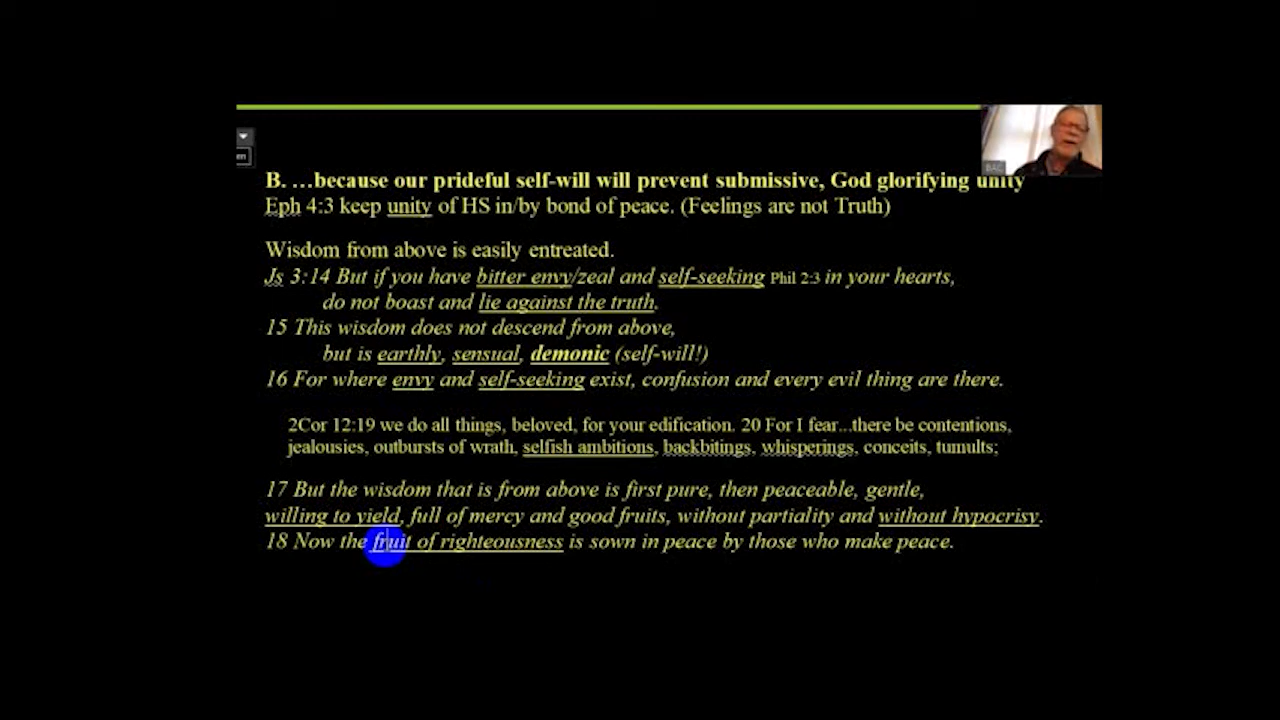 B. …because our prideful self-will will prevent submissive, God glorifying unity
Eph 4:3 keep unity of HS in/by bond of peace. (Feelings are not Truth)
Wisdom from above is easily entreated.
Js 3:14 But if you have bitter envy/zeal and self-seeking Phil 2:3 in your hearts,
do not boast and lie against the truth.
15 This wisdom does not descend from above,
but is earthly, sensual, demonic (self-will!)
16 For where envy and self-seeking exist, confusion and every evil thing are there.
2Cor 12:19 we do all things, beloved, for your edification. 20 For I fear...there be contentions,
jealousies, outbursts of wrath, selfish ambitions, backbitings, whisperings, conceits, tumults;
17 But the wisdom that is from above is first pure, then peaceable, gentle,
willing to yield, full of mercy and good fruits, without partiality and without hypocrisy.
18 Now the fruit of righteousness is sown in peace by those who make peace.